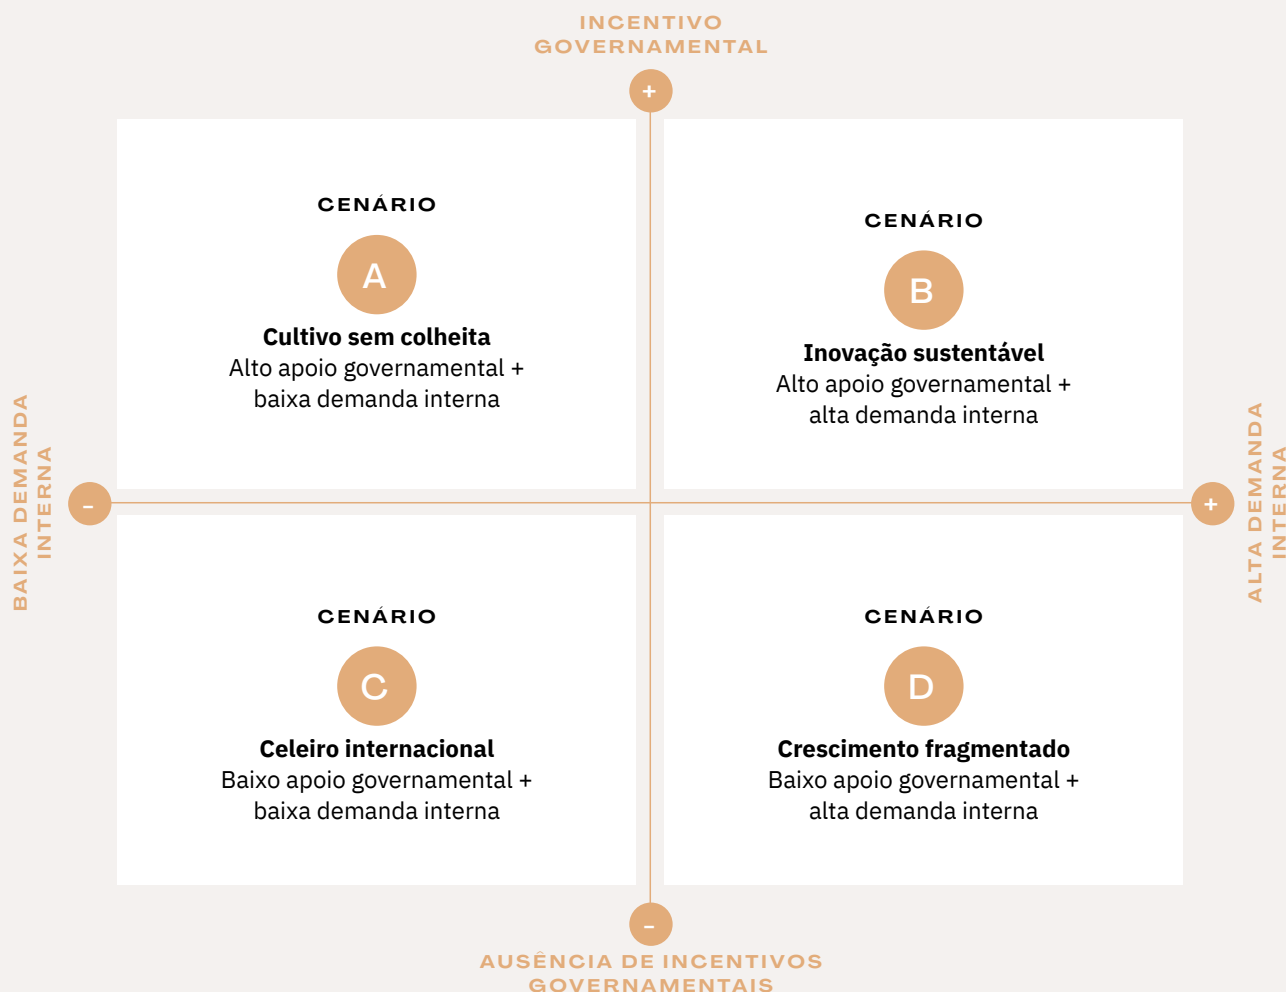 INCENTIVO
GOVERNAMENTAL
+
CENÁRIO
A
Cultivo sem colheita
Alto apoio governamental +
baixa demanda interna
CENÁRIO
B
Inovação sustentável
Alto apoio governamental +
alta demanda interna
BAIXA DEMANDA
INTERNA
-
+
ALTA DEMANDA
INTERNA
CENÁRIO
C
Celeiro internacional
Baixo apoio governamental +
baixa demanda interna
CENÁRIO
D
Crescimento fragmentado
Baixo apoio governamental +
alta demanda interna
-
AUSÊNCIA DE INCENTIVOS
GOVERNAMENTAIS